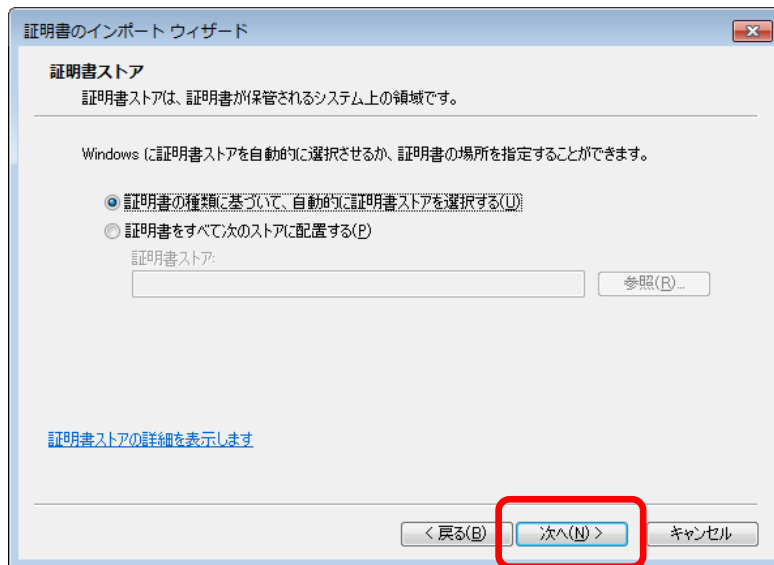 証明書のインポート ウィザード
証明書ストア
証明書ストアは、証明書が保管されるシステム上の領域です。
Windows に証明書ストアを自動的に選択させるか、証明書の場所を指定することができます。
証明書の種類に基づいて、自動的に証明書ストアを選択する(U)
証明書をすべて次のストアに配置する(P)
証明書ストア:
参照(R)...
証明書ストアの詳細を表示します
< 戻る(B) 次へ(N) > キャンセル